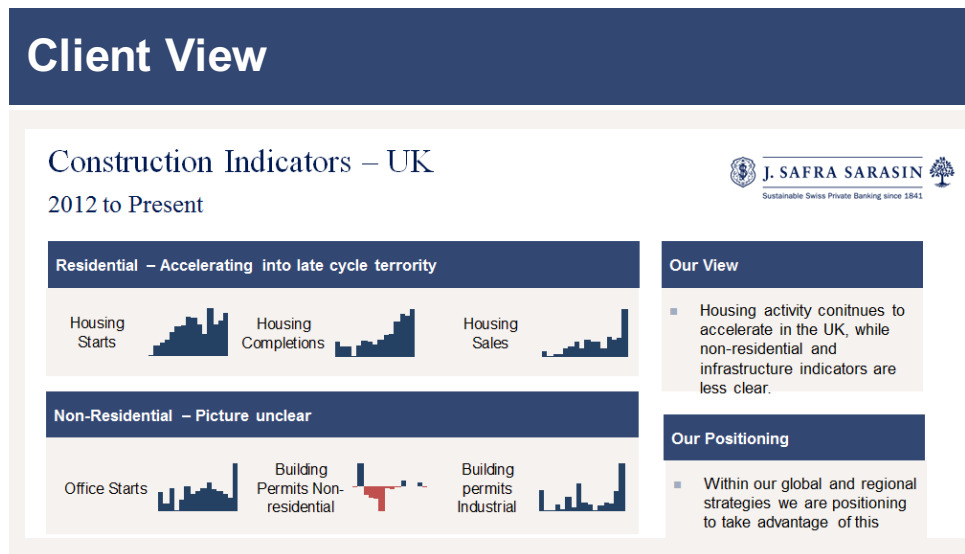 Client View
Construction Indicators – UK
2012 to Present
J. SAFRA SARASIN
Sustainable Swiss Private Banking since 1841
Residential – Accelerating into late cycle terrority
Housing
Starts
Housing
Completions
Housing
Sales
Non-Residential – Picture unclear
Office Starts
Building
Permits Non-
residential
Building
permits
Industrial
Our View
Housing activity conitnues to
accelerate in the UK, while
non-residential and
infrastructure indicators are
less clear.
Our Positioning
Within our global and regional
strategies we are positioning
to take advantage of this